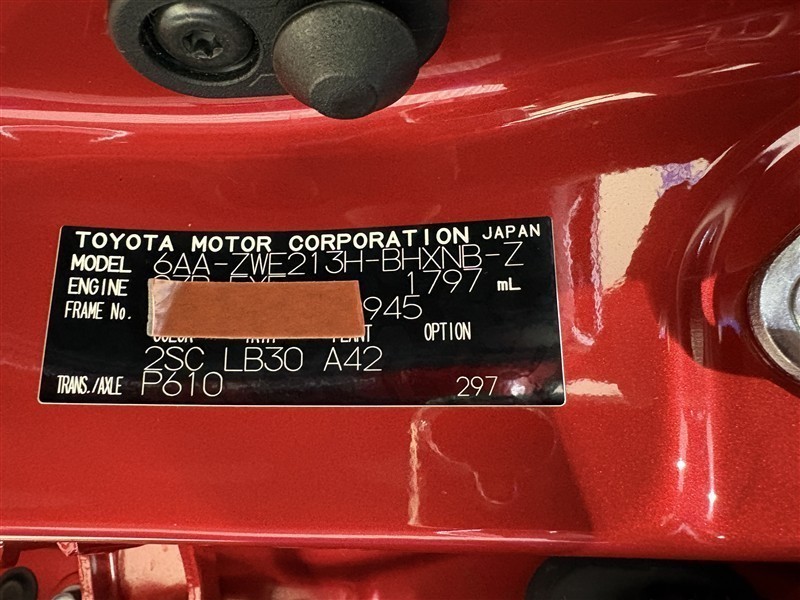 TOYOTA MOTOR CORPORATION JAPAN
MODEL 6AA-ZWE213H-BHXNB-Z
ENGINE 1797 mL
FRAME No. 945
OPTION
2SC LB30 A42
TRANS./AXLE P610 297